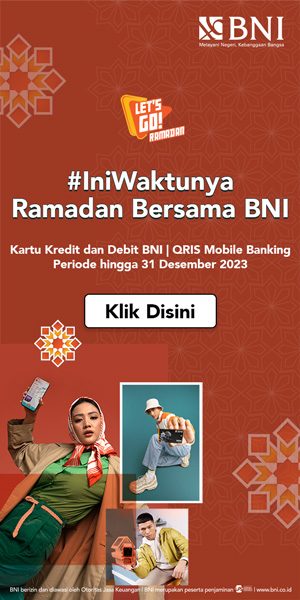 BNI
Melayani Negeri, Kebanggaan Bangsa
LET'S
GO!
RAMADAN
#IniWaktunya
Ramadan Bersama BNI
Kartu Kredit dan Debit BNI | QRIS Mobile Banking
Periode hingga 31 Desember 2023
Klik Disini
BNI berizin dan diawasi oleh Otoritas Jasa Keuangan | BNI merupakan peserta penjaminan | www.bni.co.id